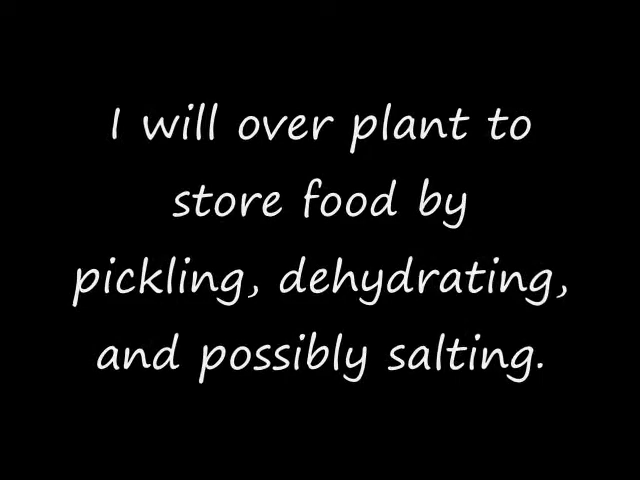 I will over plant to
store food by
pickling, dehydrating,
and possibly salting.